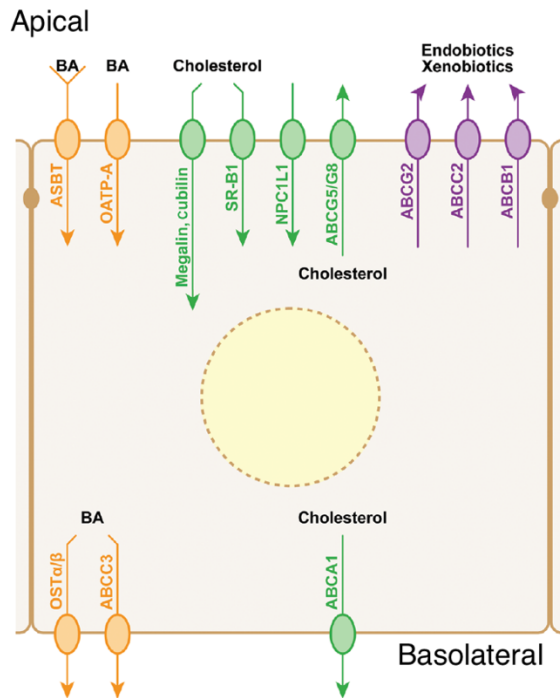 Apical
BA
BA
Cholesterol
Endobiotics
Xenobiotics
ASBT
OATP-A
Megalin, cubilin
SR-B1
NPC1L1
ABCG5/G8
ABCG2
ABCC2
ABCB1
Cholesterol
BA
Cholesterol
OSTα/β
ABCC3
ABCA1
Basolateral